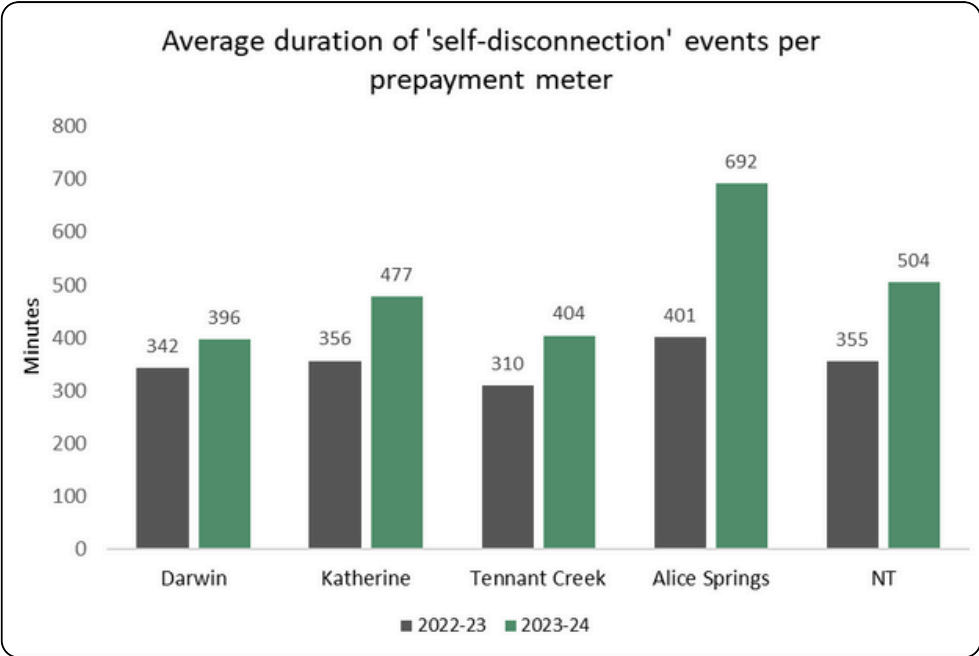 Average duration of 'self-disconnection' events per
prepayment meter
Minutes
800
700
600
500
400
300
200
100
0
342
396
356
477
310
404
401
692
355
504
Darwin
Katherine
Tennant Creek
Alice Springs
NT
2022-23
2023-24